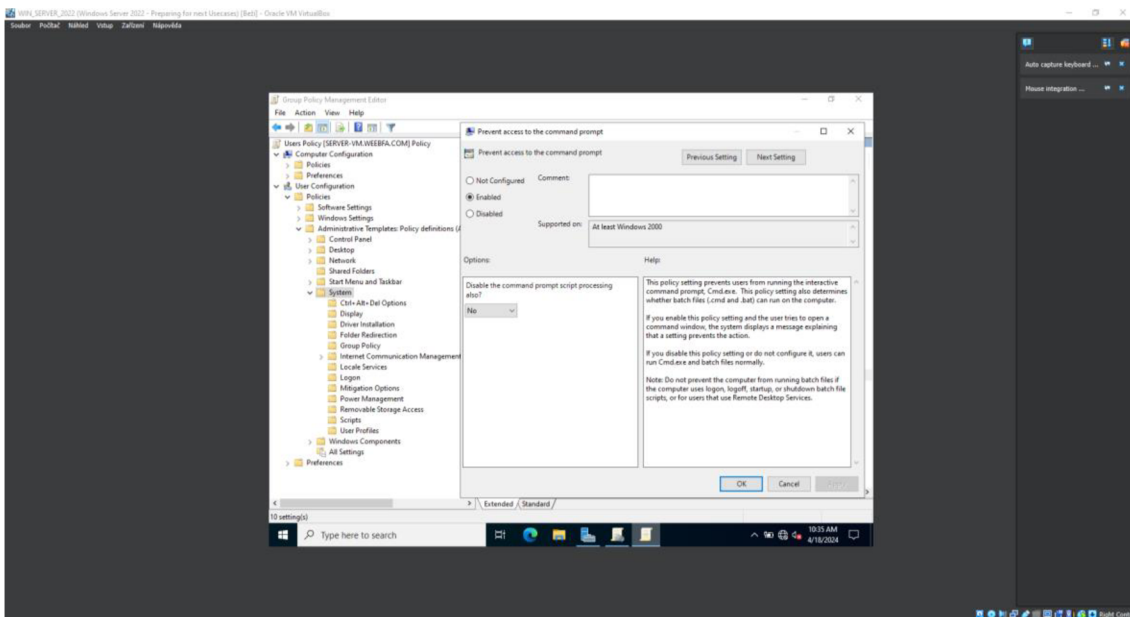 WIN_SERVER_2022 (Windows Server 2022 - Preparing for next Usecases) [Beží] - Oracle VM VirtualBox
Soubor Počítač Náhled Vstup Zařízení Nápověda
Auto capture keyboard ...
Mouse integration ...
Group Policy Management Editor
File Action View Help
Users Policy [SERVER-VM.WEEBFA.COM] Policy
Computer Configuration
Policies
Preferences
User Configuration
Policies
Software Settings
Windows Settings
Administrative Templates: Policy definitions (A
Control Panel
Desktop
Network
Shared Folders
Start Menu and Taskbar
System
Ctrl+Alt+Del Options
Display
Driver Installation
Folder Redirection
Group Policy
Internet Communication Management
Locale Services
Logon
Mitigation Options
Power Management
Removable Storage Access
Scripts
User Profiles
Windows Components
All Settings
Preferences
Prevent access to the command prompt
Prevent access to the command prompt
Previous Setting Next Setting
Not Configured
Enabled
Disabled
Comment:
Supported on:
At least Windows 2000
Options:
Help:
Disable the command prompt script processing
also?
No
This policy setting prevents users from running the interactive
command prompt, Cmd.exe. This policy setting also determines
whether batch files (.cmd and .bat) can run on the computer.
If you enable this policy setting and the user tries to open a
command window, the system displays a message explaining
that a setting prevents the action.
If you disable this policy setting or do not configure it, users can
run Cmd.exe and batch files normally.
Note: Do not prevent the computer from running batch files if
the computer uses logon, logoff, startup, or shutdown batch file
scripts, or for users that use Remote Desktop Services.
OK Cancel Apply
Extended Standard
10 setting(s)
Type here to search
10:35 AM
4/18/2024
Right Cont